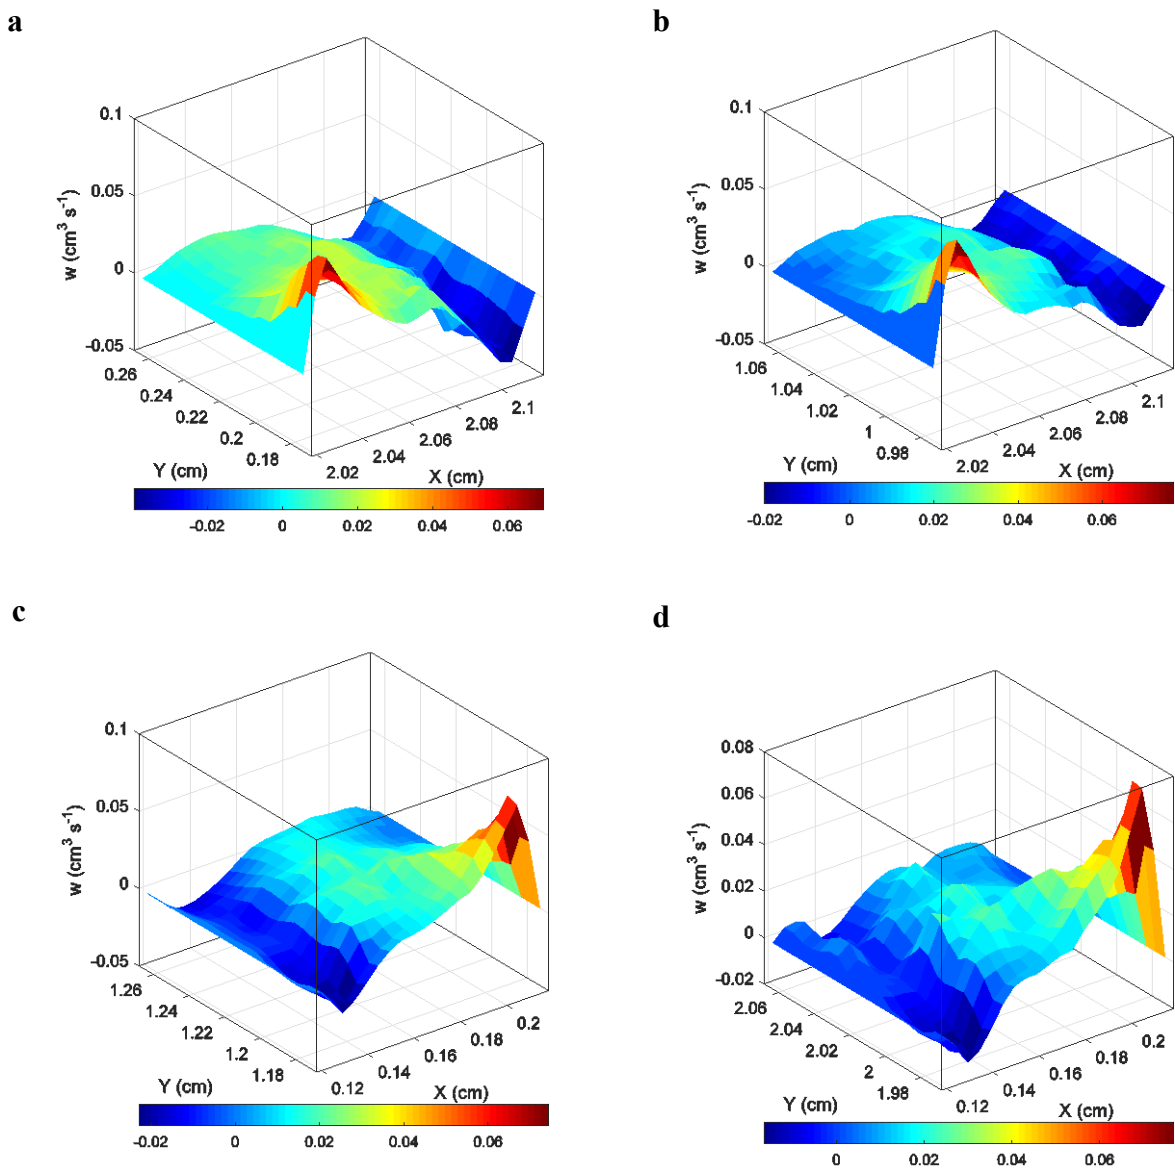 a
0.1
0.05
0
-0.05
w (cm³ s⁻¹)
0.26
0.24
0.22
0.2
0.18
Y (cm)
2.02
2.04
2.06
2.08
2.1
X (cm)
-0.02 0 0.02 0.04 0.06
b
0.1
0.05
0
-0.05
w (cm³ s⁻¹)
1.06
1.04
1.02
1
0.98
Y (cm)
2.02
2.04
2.06
2.08
2.1
X (cm)
-0.02 0 0.02 0.04 0.06
c
0.1
0.05
0
-0.05
w (cm³ s⁻¹)
1.26
1.24
1.22
1.2
1.18
Y (cm)
0.12
0.14
0.16
0.18
0.2
X (cm)
-0.02 0 0.02 0.04 0.06
d
0.08
0.06
0.04
0.02
0
-0.02
w (cm³ s⁻¹)
2.06
2.04
2.02
2
1.98
Y (cm)
0.12
0.14
0.16
0.18
0.2
X (cm)
0 0.02 0.04 0.06